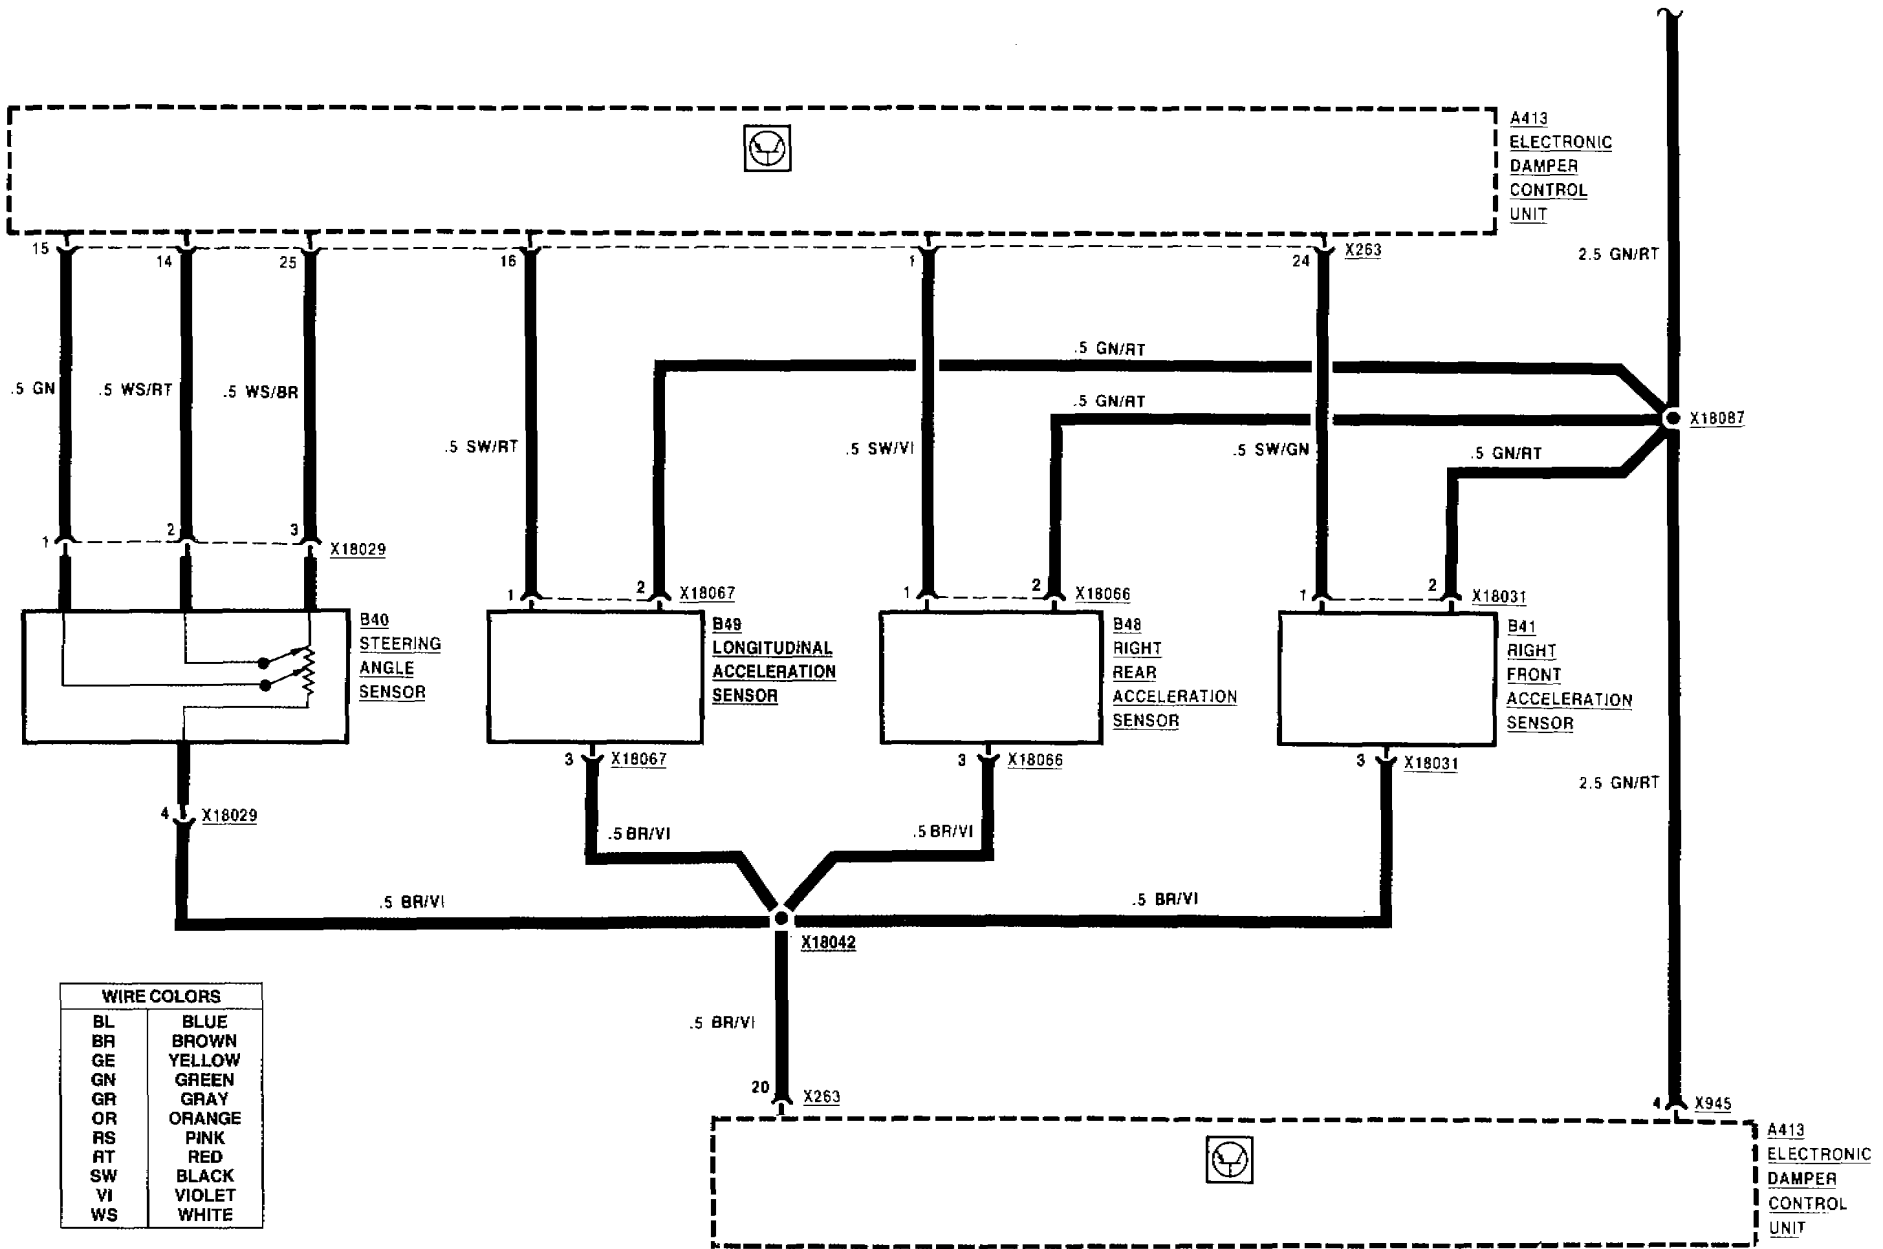 A413
ELECTRONIC
DAMPER
CONTROL
UNIT
15
14
25
16
1
24
X263
2.5 GN/RT
.5 GN/RT
.5 GN
.5 WS/RT
.5 WS/BR
.5 GN/RT
X18087
.5 SW/RT
.5 SW/VI
.5 SW/GN
.5 GN/RT
1
2
3
X18029
1
2
X18067
1
2
X18066
1
2
X18031
B40
STEERING
ANGLE
SENSOR
B49
LONGITUDINAL
ACCELERATION
SENSOR
B48
RIGHT
REAR
ACCELERATION
SENSOR
B41
RIGHT
FRONT
ACCELERATION
SENSOR
3
X18067
3
X18066
3
X18031
2.5 GN/RT
4
X18029
.5 BR/VI
.5 BR/VI
.5 BR/VI
.5 BR/VI
X18042
WIRE COLORS
BL BLUE
BR BROWN
GE YELLOW
GN GREEN
GR GRAY
OR ORANGE
RS PINK
RT RED
SW BLACK
VI VIOLET
WS WHITE
.5 BR/VI
20
X263
4
X945
A413
ELECTRONIC
DAMPER
CONTROL
UNIT